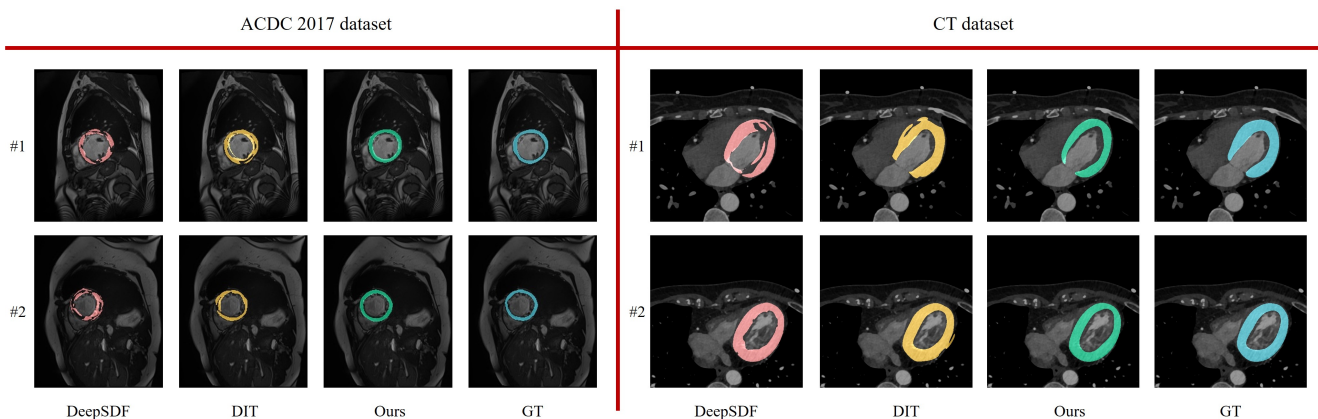 ACDC 2017 dataset
CT dataset
#1
#1
#2
#2
DeepSDF DIT Ours GT
DeepSDF DIT Ours GT